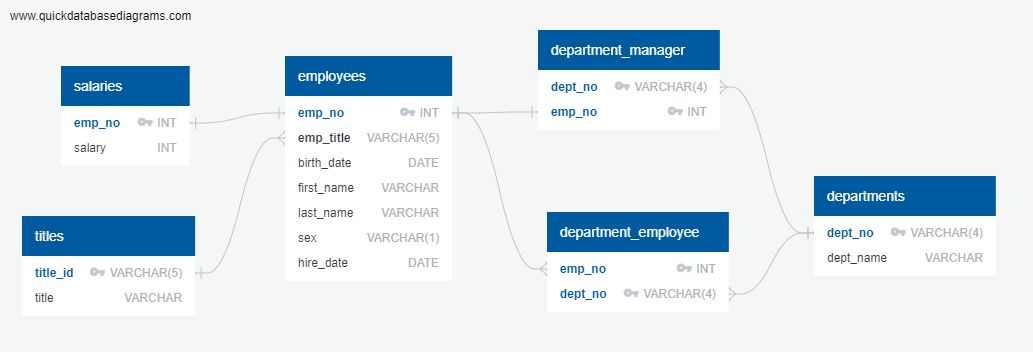 www.quickdatabasediagrams.com
salaries
emp_no INT
salary INT
titles
title_id VARCHAR(5)
title VARCHAR
employees
emp_no INT
emp_title VARCHAR(5)
birth_date DATE
first_name VARCHAR
last_name VARCHAR
sex VARCHAR(1)
hire_date DATE
department_manager
dept_no VARCHAR(4)
emp_no INT
department_employee
emp_no INT
dept_no VARCHAR(4)
departments
dept_no VARCHAR(4)
dept_name VARCHAR